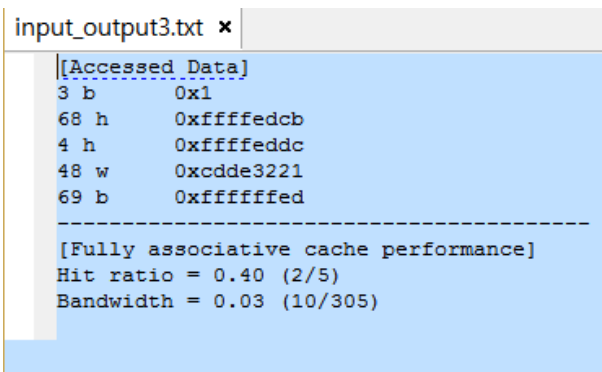 input_output3.txt ×
[Accessed Data]
3 b 0x1
68 h 0xffffedcb
4 h 0xffffeddc
48 w 0xcdde3221
69 b 0xffffffed
-----------------------------------------
[Fully associative cache performance]
Hit ratio = 0.40 (2/5)
Bandwidth = 0.03 (10/305)